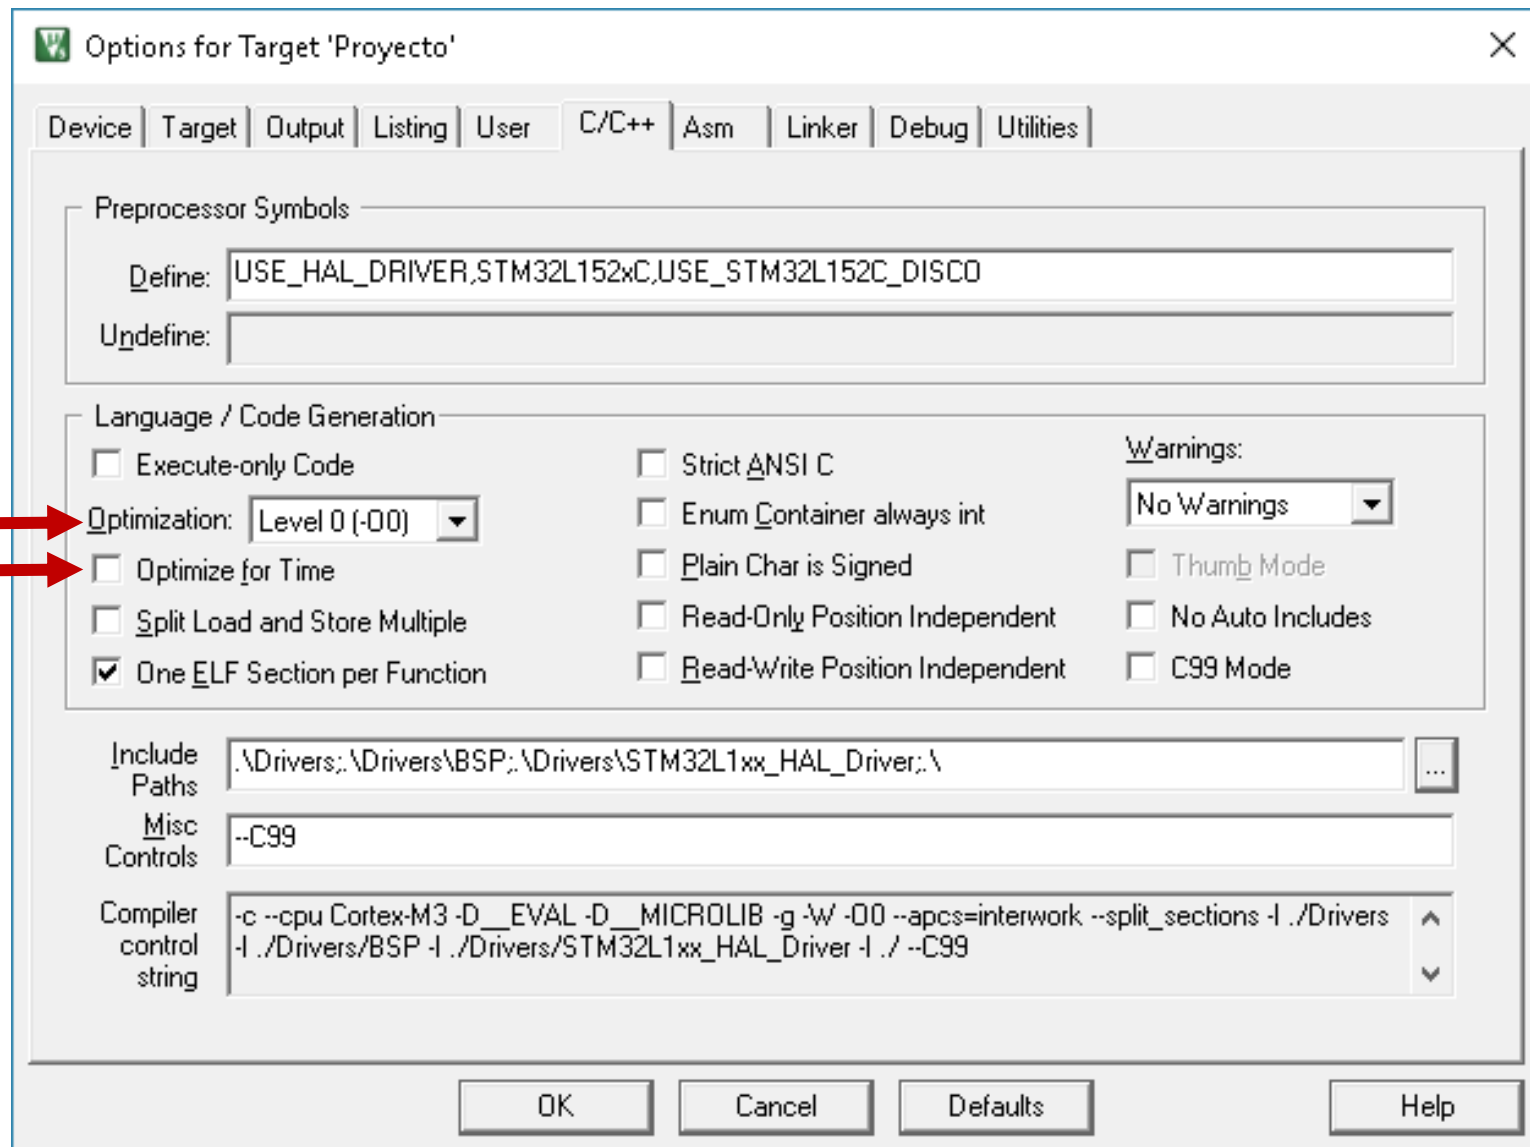 Options for Target 'Proyecto'
Device Target Output Listing User C/C++ Asm Linker Debug Utilities
Preprocessor Symbols
Define: USE_HAL_DRIVER,STM32L152xC,USE_STM32L152C_DISCO
Undefine:
Language / Code Generation
Execute-only Code
Optimization: Level 0 (-O0)
Optimize for Time
Split Load and Store Multiple
One ELF Section per Function
Strict ANSI C
Enum Container always int
Plain Char is Signed
Read-Only Position Independent
Read-Write Position Independent
Warnings:
No Warnings
Thumb Mode
No Auto Includes
C99 Mode
Include
Paths
.\Drivers;.\Drivers\BSP;.\Drivers\STM32L1xx_HAL_Driver;.\
...
Misc
Controls
--C99
Compiler
control
string
-c --cpu Cortex-M3 -D__EVAL -D__MICROLIB -g -W -O0 --apcs=interwork --split_sections -I ./Drivers
-I ./Drivers/BSP -I ./Drivers/STM32L1xx_HAL_Driver -I ./ --C99
OK Cancel Defaults Help